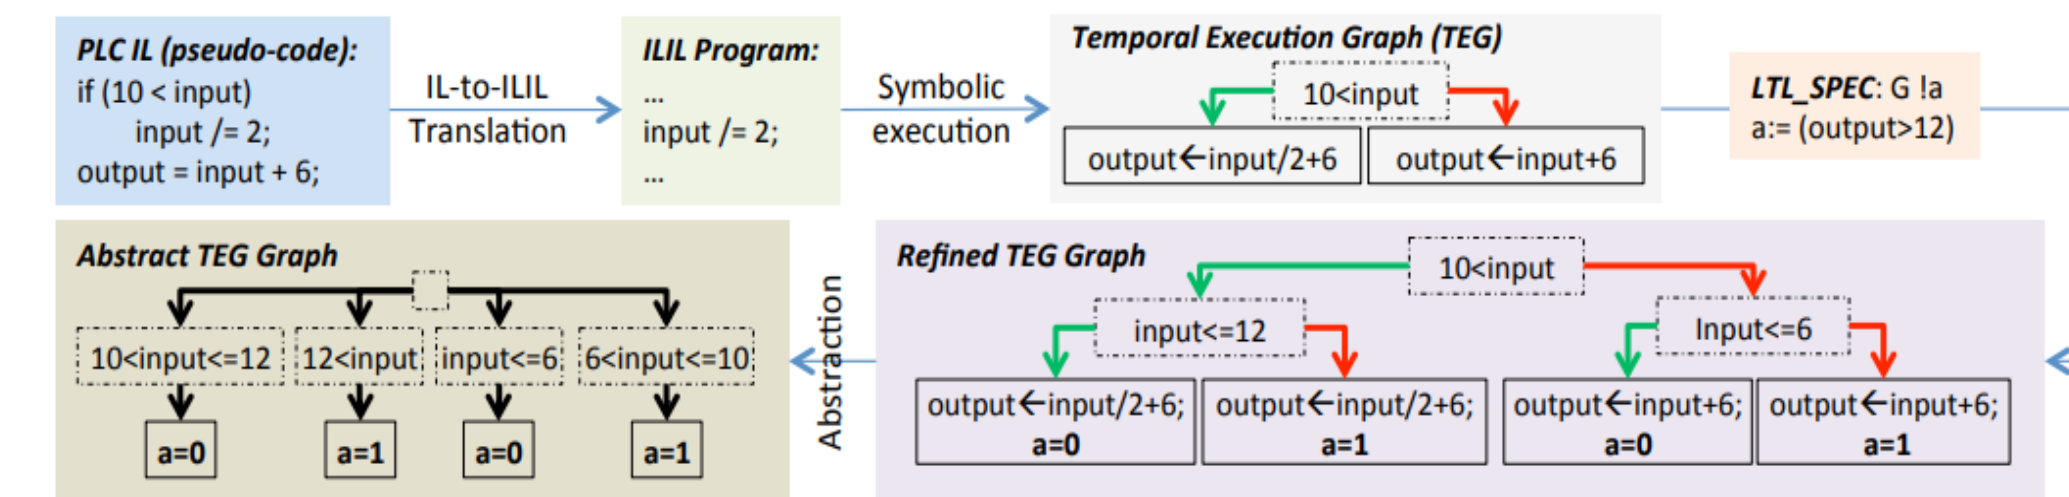 PLC IL (pseudo-code):
if (10 < input)
input /= 2;
output = input + 6;
IL-to-ILIL
Translation
ILIL Program:
...
input /= 2;
...
Symbolic
execution
Temporal Execution Graph (TEG)
10<input
output←input/2+6
output←input+6
LTL_SPEC: G !a
a:= (output>12)
Abstract TEG Graph
10<input<=12
12<input
input<=6
6<input<=10
a=0
a=1
a=0
a=1
Abstraction
Refined TEG Graph
10<input
input<=12
Input<=6
output←input/2+6;
a=0
output←input/2+6;
a=1
output←input+6;
a=0
output←input+6;
a=1